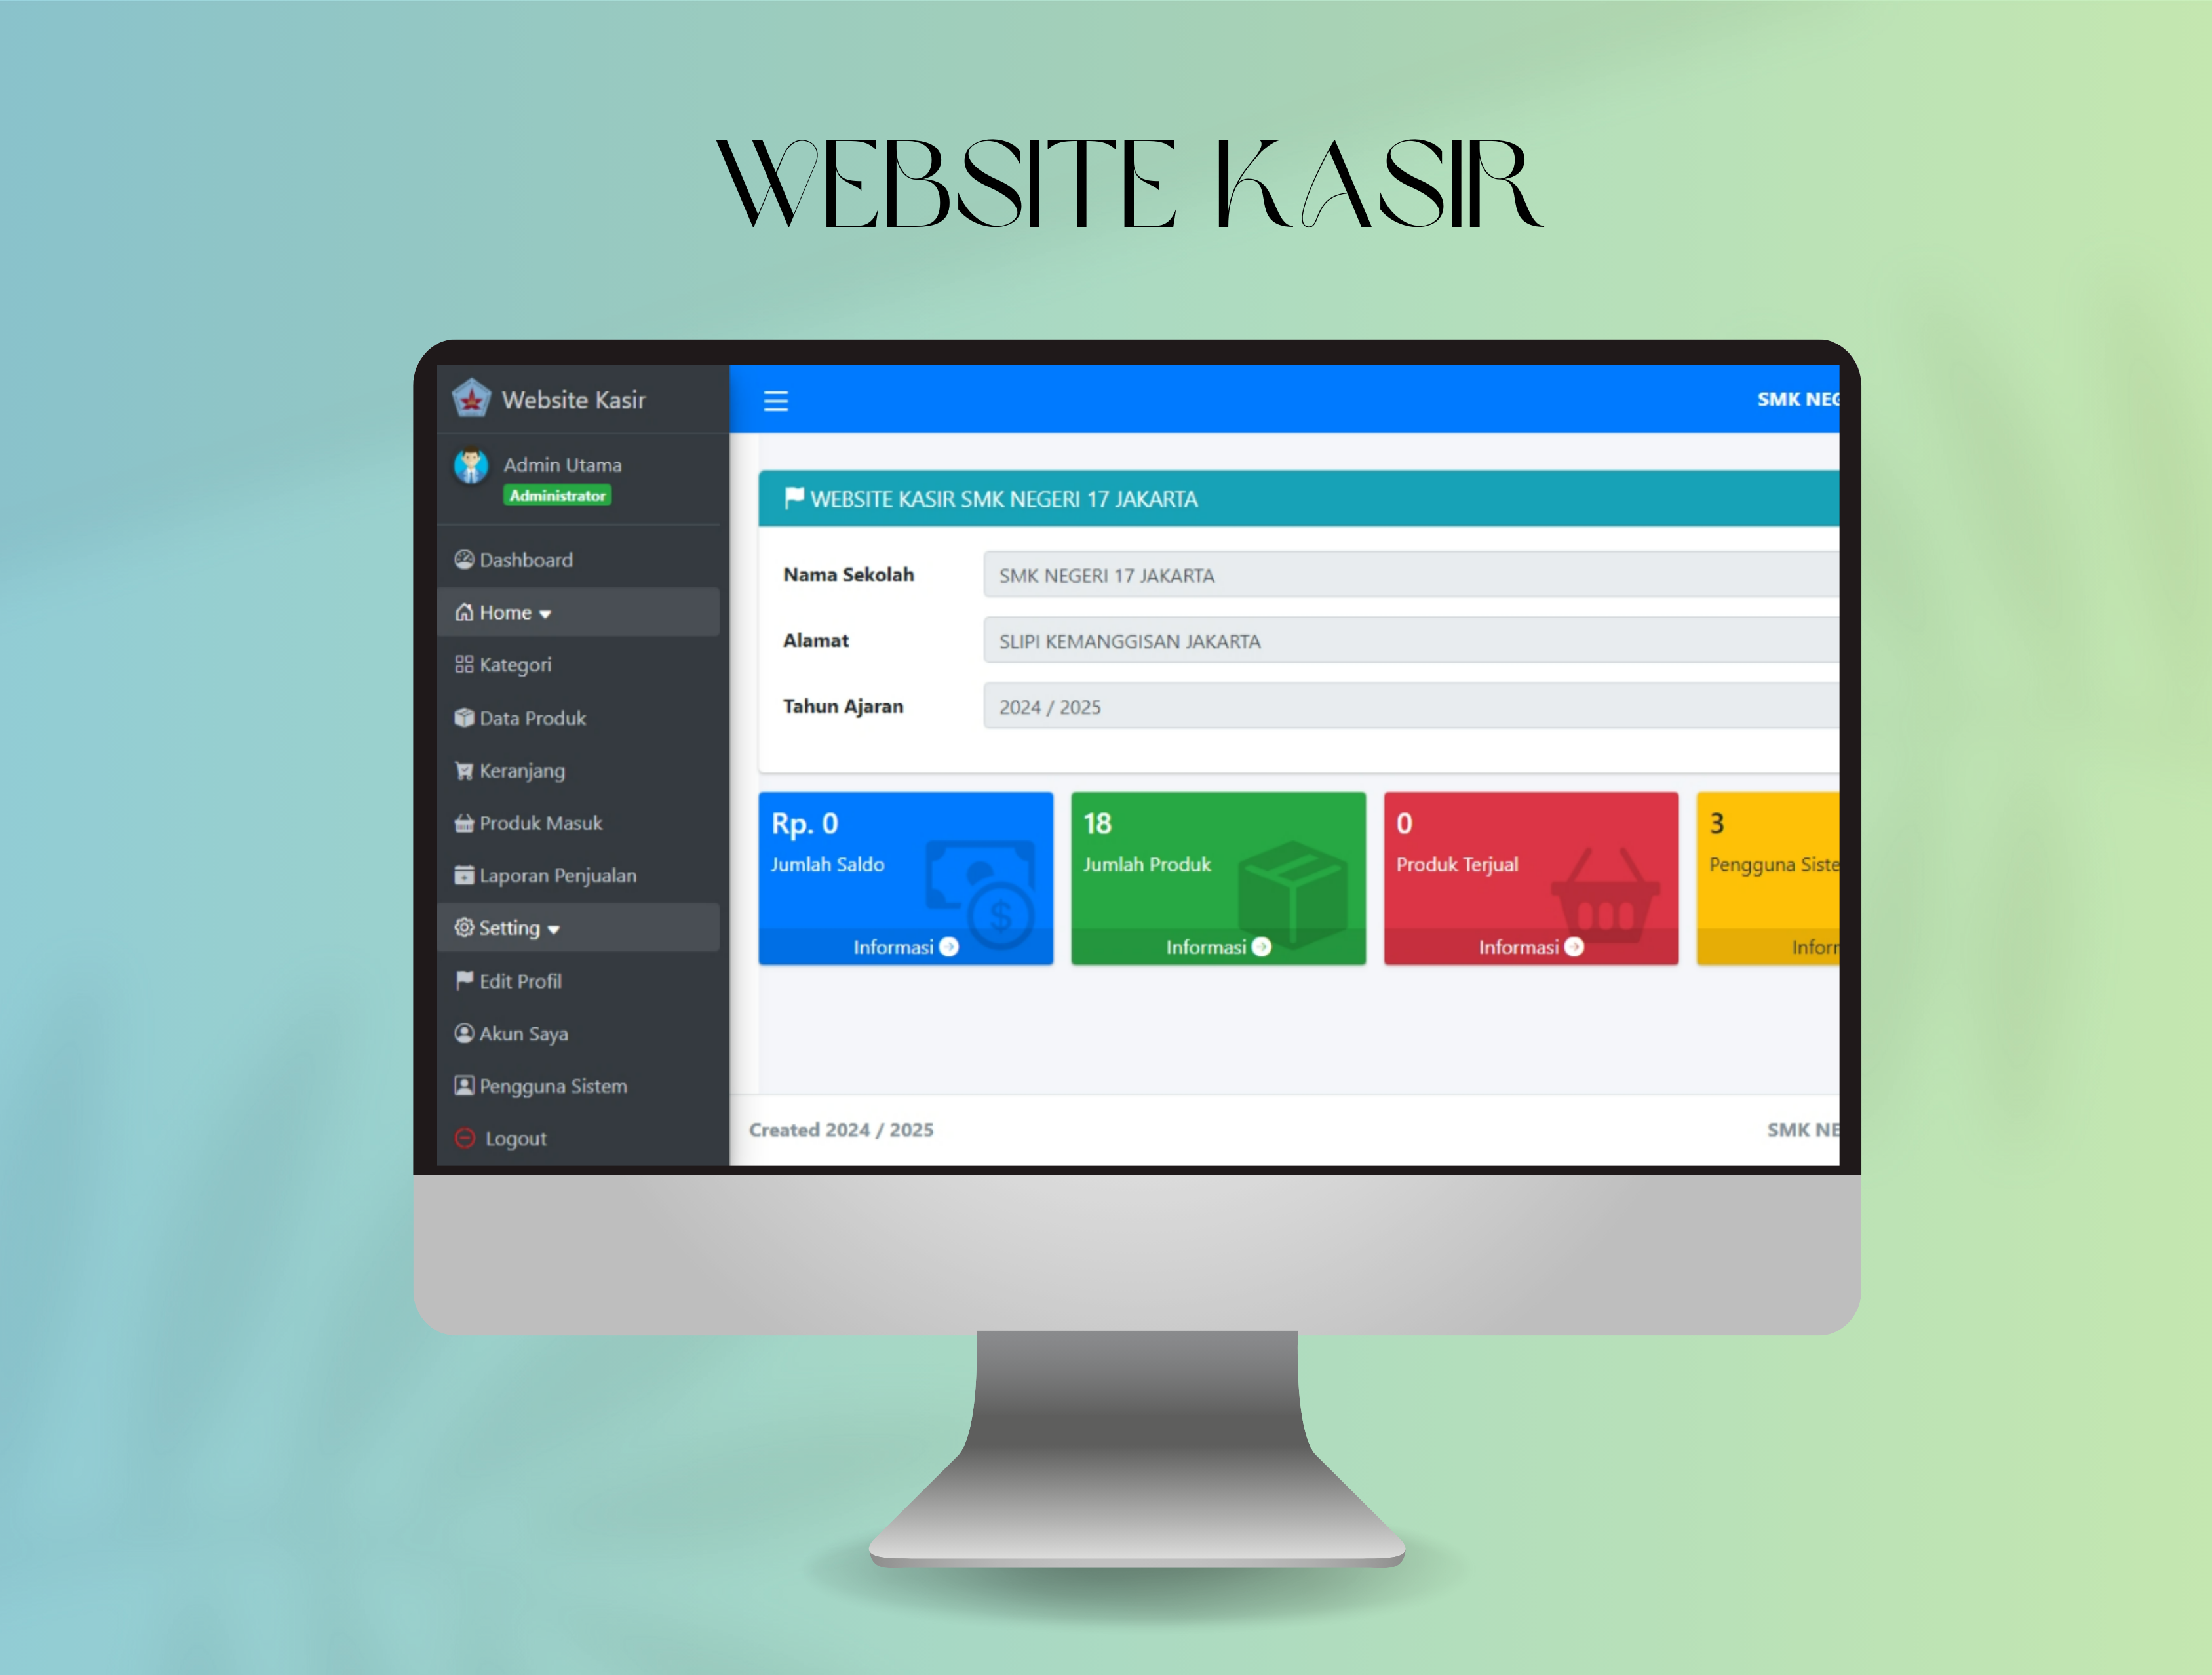 WEBSITE KASIR
Website Kasir
SMK NEG
Admin Utama
Administrator
Dashboard
Home
Kategori
Data Produk
Keranjang
Produk Masuk
Laporan Penjualan
Setting
Edit Profil
Akun Saya
Pengguna Sistem
Logout
WEBSITE KASIR SMK NEGERI 17 JAKARTA
Nama Sekolah SMK NEGERI 17 JAKARTA
Alamat SLIPI KEMANGGISAN JAKARTA
Tahun Ajaran 2024 / 2025
Rp. 0
Jumlah Saldo
Informasi
18
Jumlah Produk
Informasi
0
Produk Terjual
Informasi
3
Pengguna Siste
Infor
Created 2024 / 2025 SMK NE